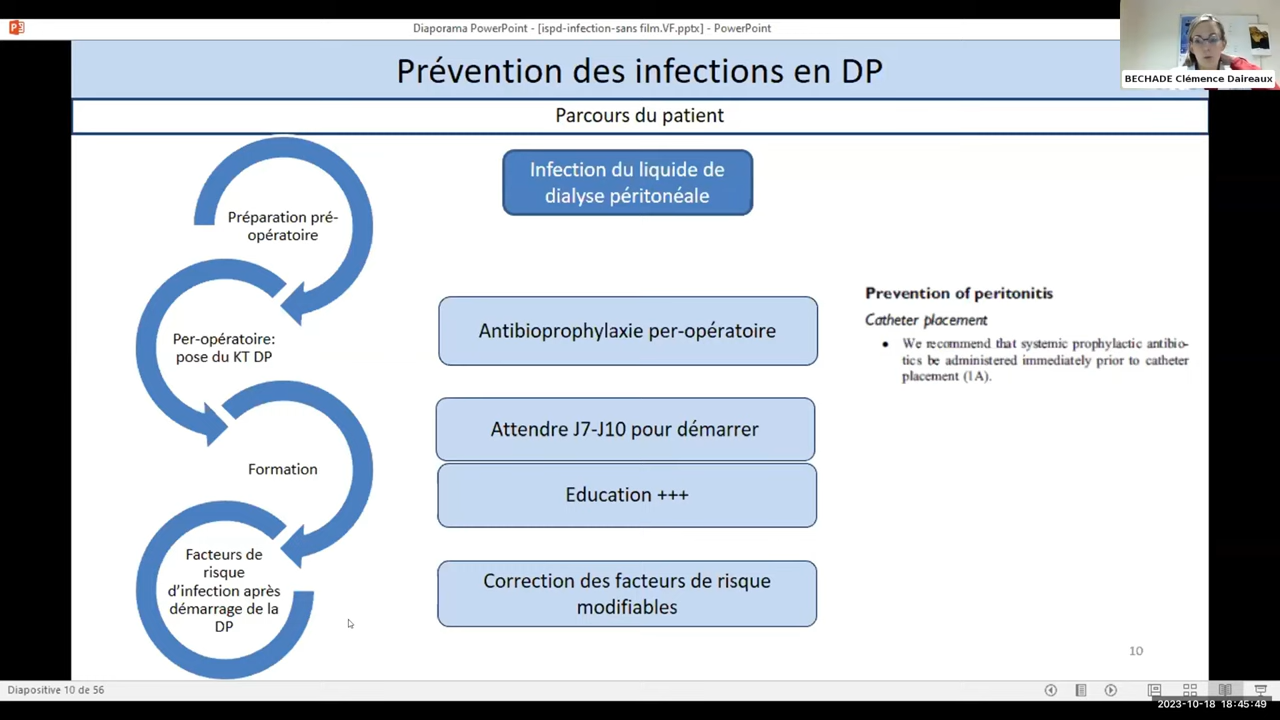 Diaporama PowerPoint - [ispd-infection-sans film.VF.pptx] - PowerPoint
BECHADE Clémence Daireaux
Prévention des infections en DP
Parcours du patient
Infection du liquide de
dialyse péritonéale
Préparation pré-
opératoire
Per-opératoire:
pose du KT DP
Formation
Facteurs de
risque
d'infection après
démarrage de la
DP
Antibioprophylaxie per-opératoire
Attendre J7-J10 pour démarrer
Education +++
Correction des facteurs de risque
modifiables
Prevention of peritonitis
Catheter placement
• We recommend that systemic prophylactic antibio-
tics be administered immediately prior to catheter
placement (1A).
10
Diapositive 10 de 56
2023-10-18 18:45:49